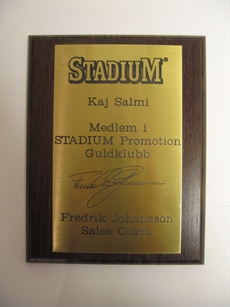 STADIUM®
Kaj Salmi
Medlem i
STADIUM Promotion
Guldklubb
Fredrik Johansson
Sales Coach